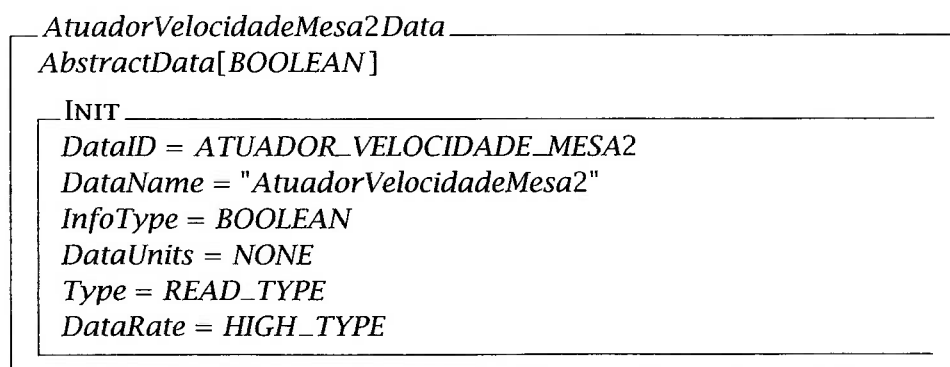 AtuadorVelocidadeMesa2Data
AbstractData[BOOLEAN]
INIT
DataID = ATUADOR_VELOCIDADE_MESA2
DataName = "AtuadorVelocidadeMesa2"
InfoType = BOOLEAN
DataUnits = NONE
Type = READ_TYPE
DataRate = HIGH_TYPE